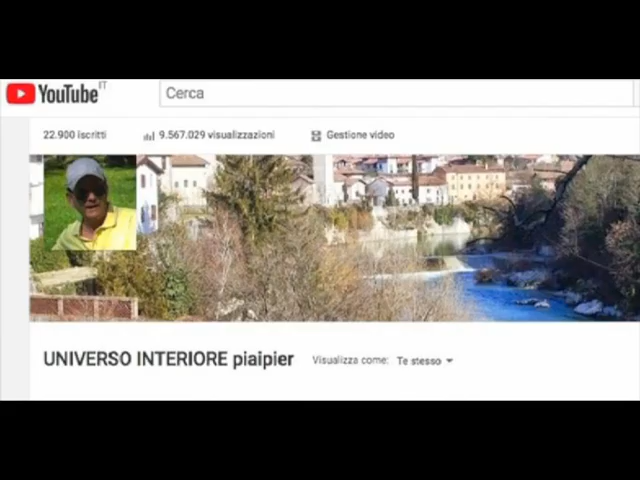 YouTube IT
Cerca
22.900 iscritti 9.567.029 visualizzazioni Gestione video
UNIVERSO INTERIORE piaipier Visualizza come: Te stesso